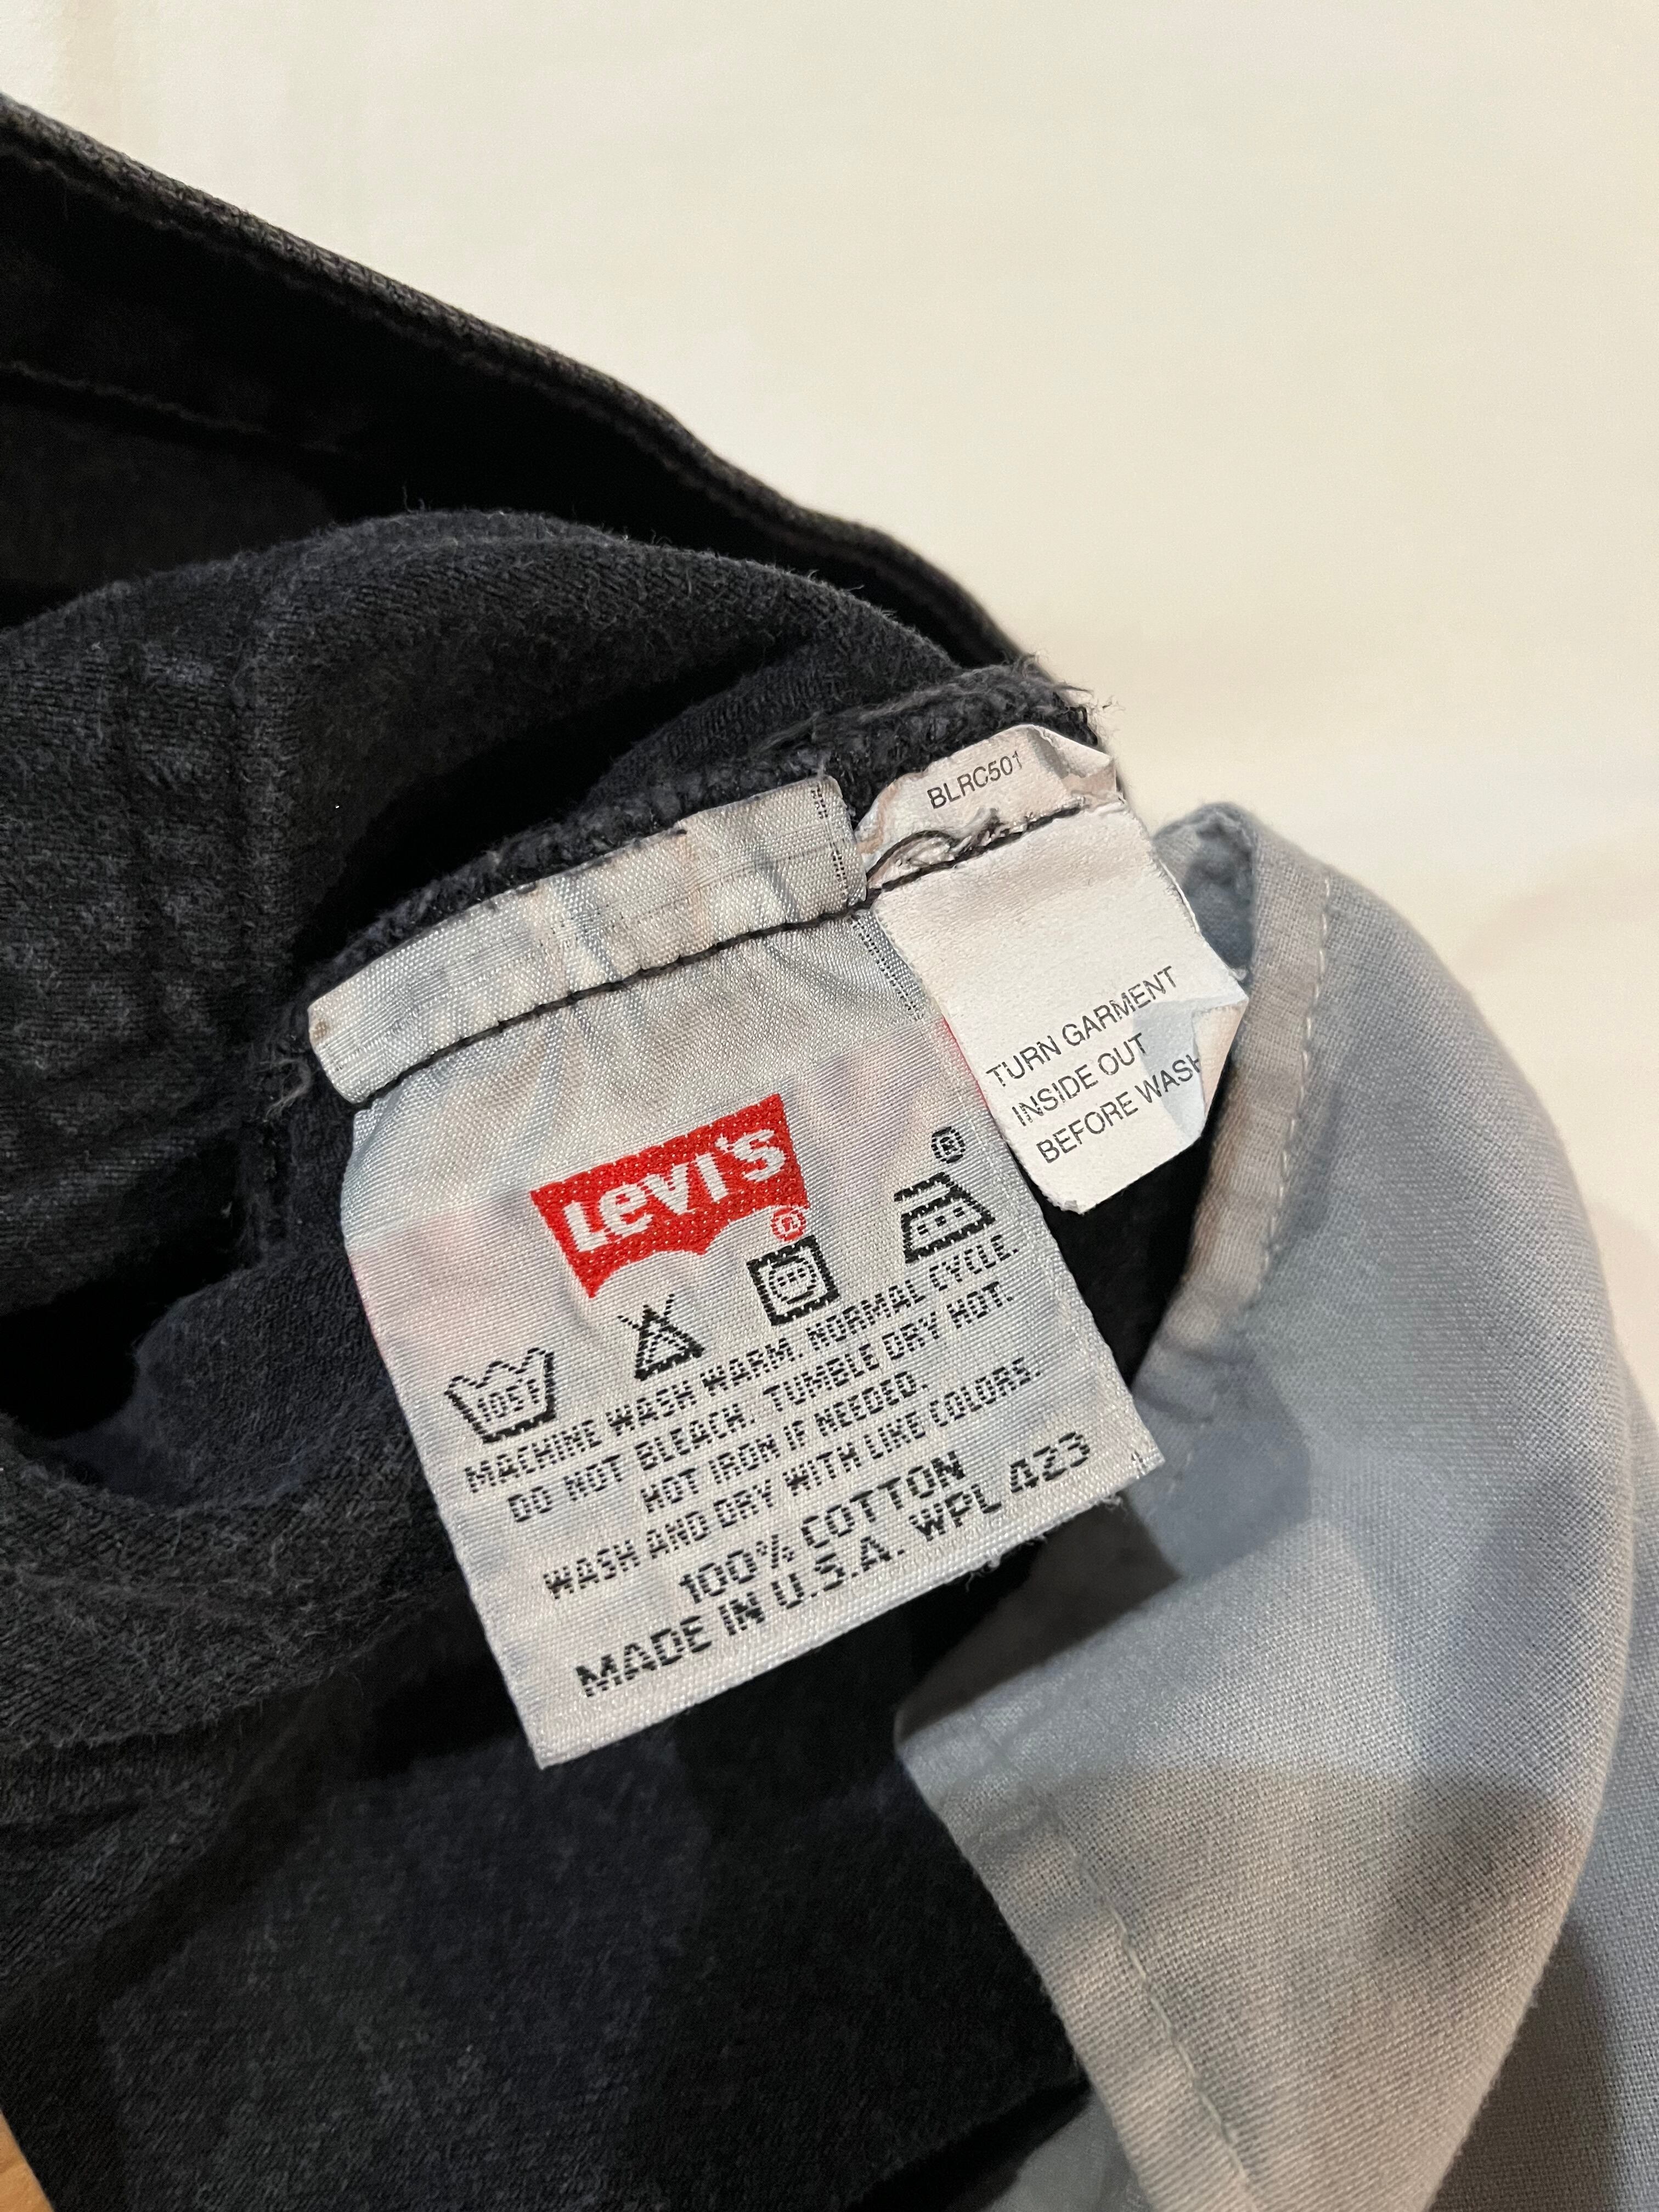 BLRC501
TURN GARMENT
INSIDE OUT
BEFORE WASH
Levi's®
®
105F
MACHINE WASH WARM. NORMAL CYCLE.
DO NOT BLEACH. TUMBLE DRY HOT.
HOT IRON IF NEEDED.
WASH AND DRY WITH LIKE COLORS.
100% COTTON
MADE IN U.S.A. WPL 423